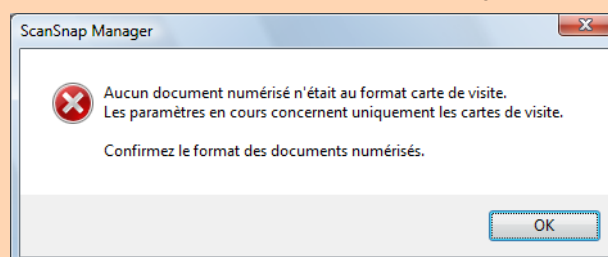 ScanSnap Manager
Aucun document numérisé n'était au format carte de visite.
Les paramètres en cours concernent uniquement les cartes de visite.
Confirmez le format des documents numérisés.
OK